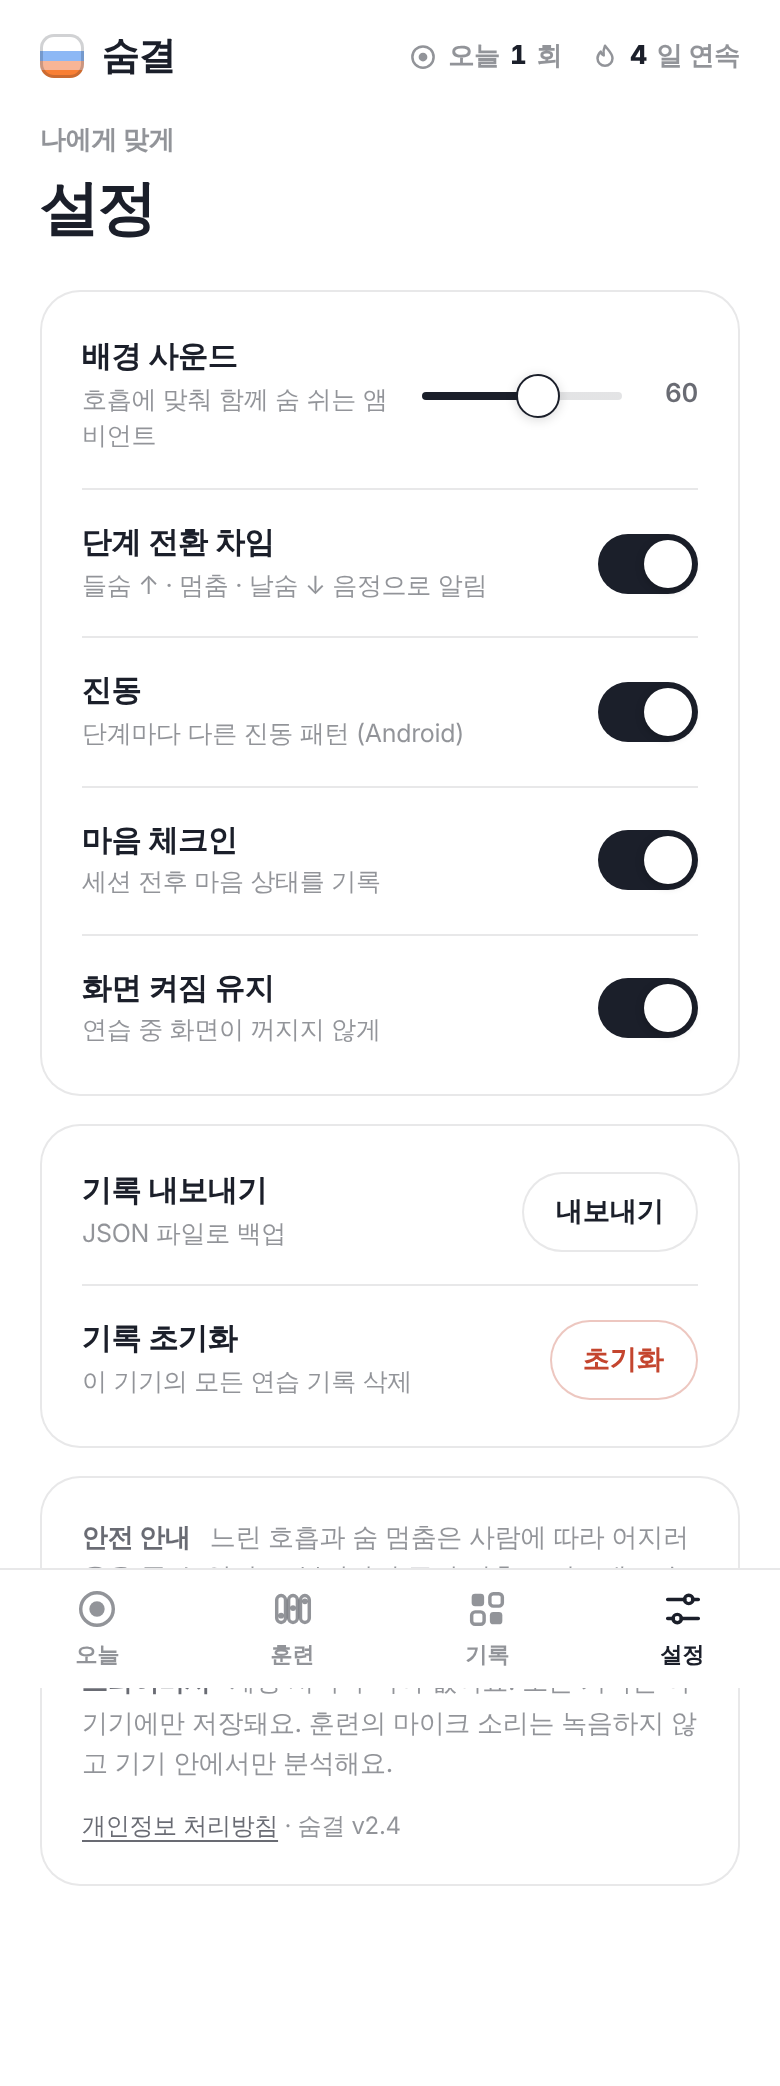 숨결
오늘 1 회 4 일 연속
나에게 맞게
설정
배경 사운드
호흡에 맞춰 함께 숨 쉬는 앰
비언트
60
단계 전환 차임
들숨 ↑ · 멈춤 · 날숨 ↓ 음정으로 알림
진동
단계마다 다른 진동 패턴 (Android)
마음 체크인
세션 전후 마음 상태를 기록
화면 켜짐 유지
연습 중 화면이 꺼지지 않게
기록 내보내기
JSON 파일로 백업
내보내기
기록 초기화
이 기기의 모든 연습 기록 삭제
초기화
안전 안내 느린 호흡과 숨 멈춤은 사람에 따라 어지러
오늘
훈련
기록
설정
기기에만 저장돼요. 훈련의 마이크 소리는 녹음하지 않
고 기기 안에서만 분석해요.
개인정보 처리방침 · 숨결 v2.4